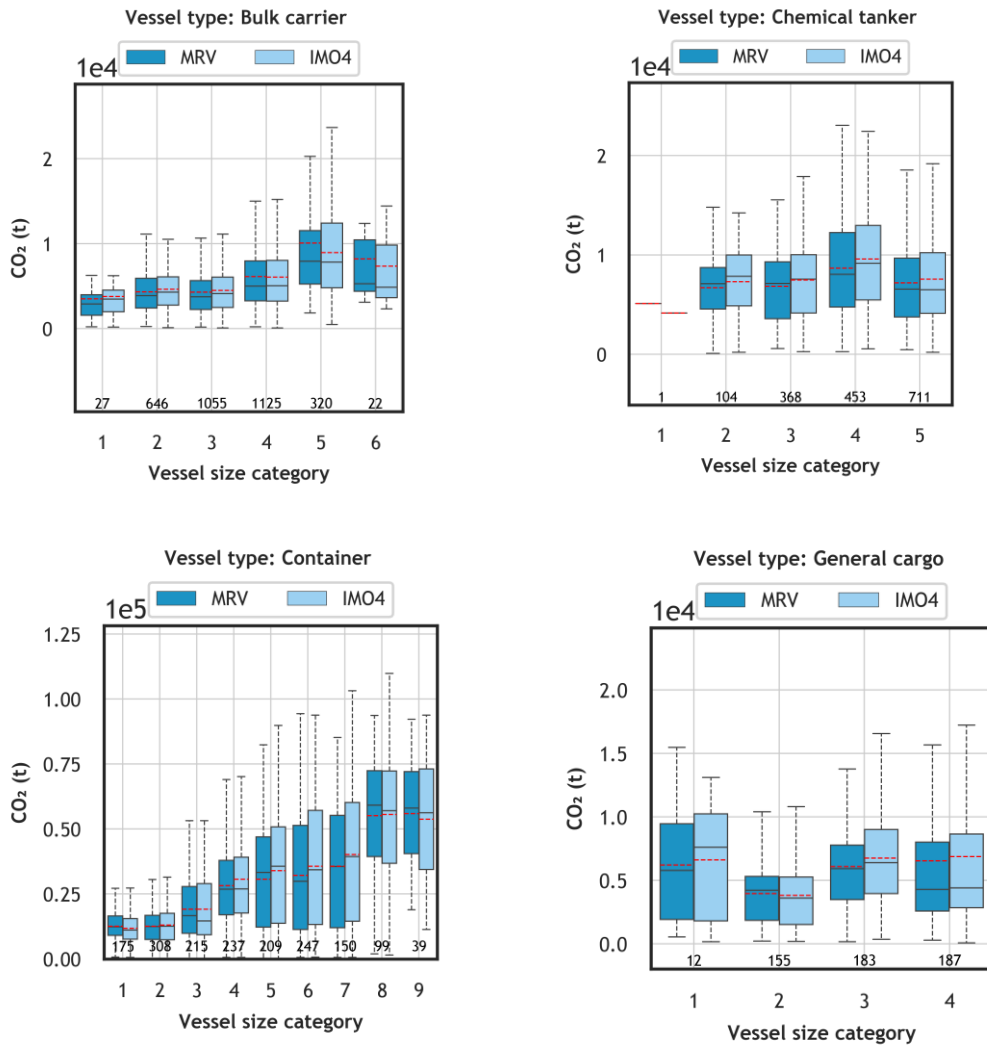 Vessel type: Bulk carrier
MRV IMO4
1e4
2
1
0
CO₂ (t)
27 646 1055 1125 320 22
1 2 3 4 5 6
Vessel size category
Vessel type: Chemical tanker
MRV IMO4
1e4
2
1
0
CO₂ (t)
1 104 368 453 711
1 2 3 4 5
Vessel size category
Vessel type: Container
MRV IMO4
1e5
1.25
1.00
0.75
0.50
0.25
0.00
CO₂ (t)
175 308 215 237 209 247 150 99 39
1 2 3 4 5 6 7 8 9
Vessel size category
Vessel type: General cargo
MRV IMO4
1e4
2.0
1.5
1.0
0.5
0.0
CO₂ (t)
12 155 183 187
1 2 3 4
Vessel size category